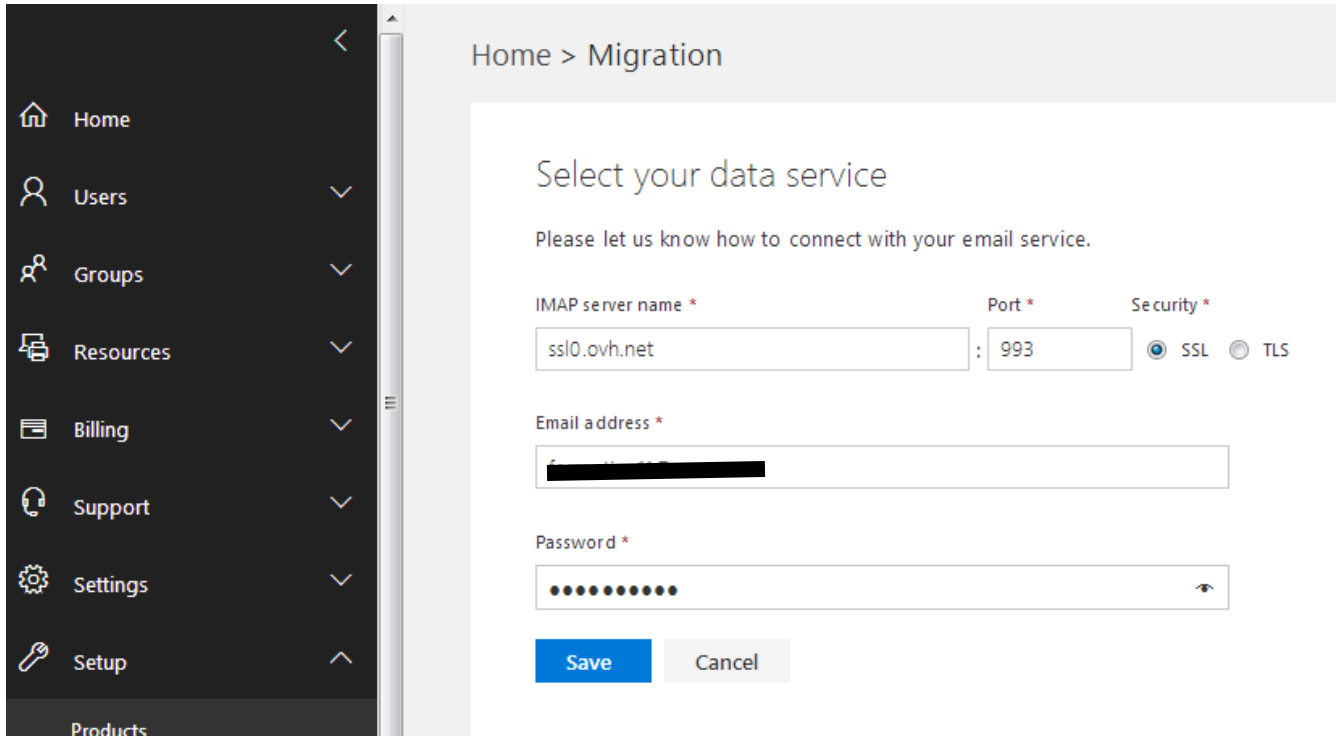 Home > Migration
Home
Users
Groups
Resources
Billing
Support
Settings
Setup
Products
Select your data service
Please let us know how to connect with your email service.
IMAP server name * Port * Security *
ssl0.ovh.net : 993 SSL TLS
Email address *
Password *
Save Cancel